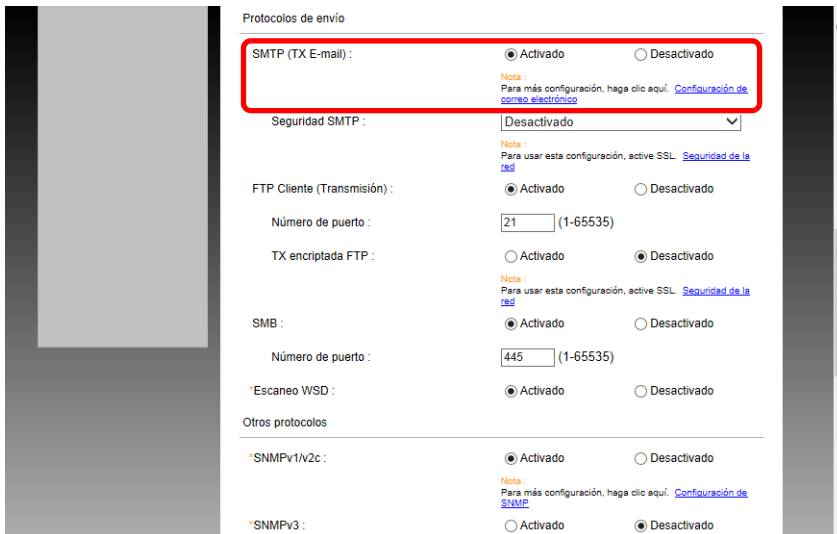 Protocolos de envío
SMTP (TX E-mail) : Activado Desactivado
Nota :
Para más configuración, haga clic aquí. Configuración de
correo electrónico
Seguridad SMTP : Desactivado
Nota :
Para usar esta configuración, active SSL. Seguridad de la
red
FTP Cliente (Transmisión) : Activado Desactivado
Número de puerto : 21 (1-65535)
TX encriptada FTP : Activado Desactivado
Nota :
Para usar esta configuración, active SSL. Seguridad de la
red
SMB : Activado Desactivado
Número de puerto : 445 (1-65535)
*Escaneo WSD : Activado Desactivado
Otros protocolos
*SNMPv1/v2c : Activado Desactivado
Nota :
Para más configuración, haga clic aquí. Configuración de
SNMP
*SNMPv3 : Activado Desactivado